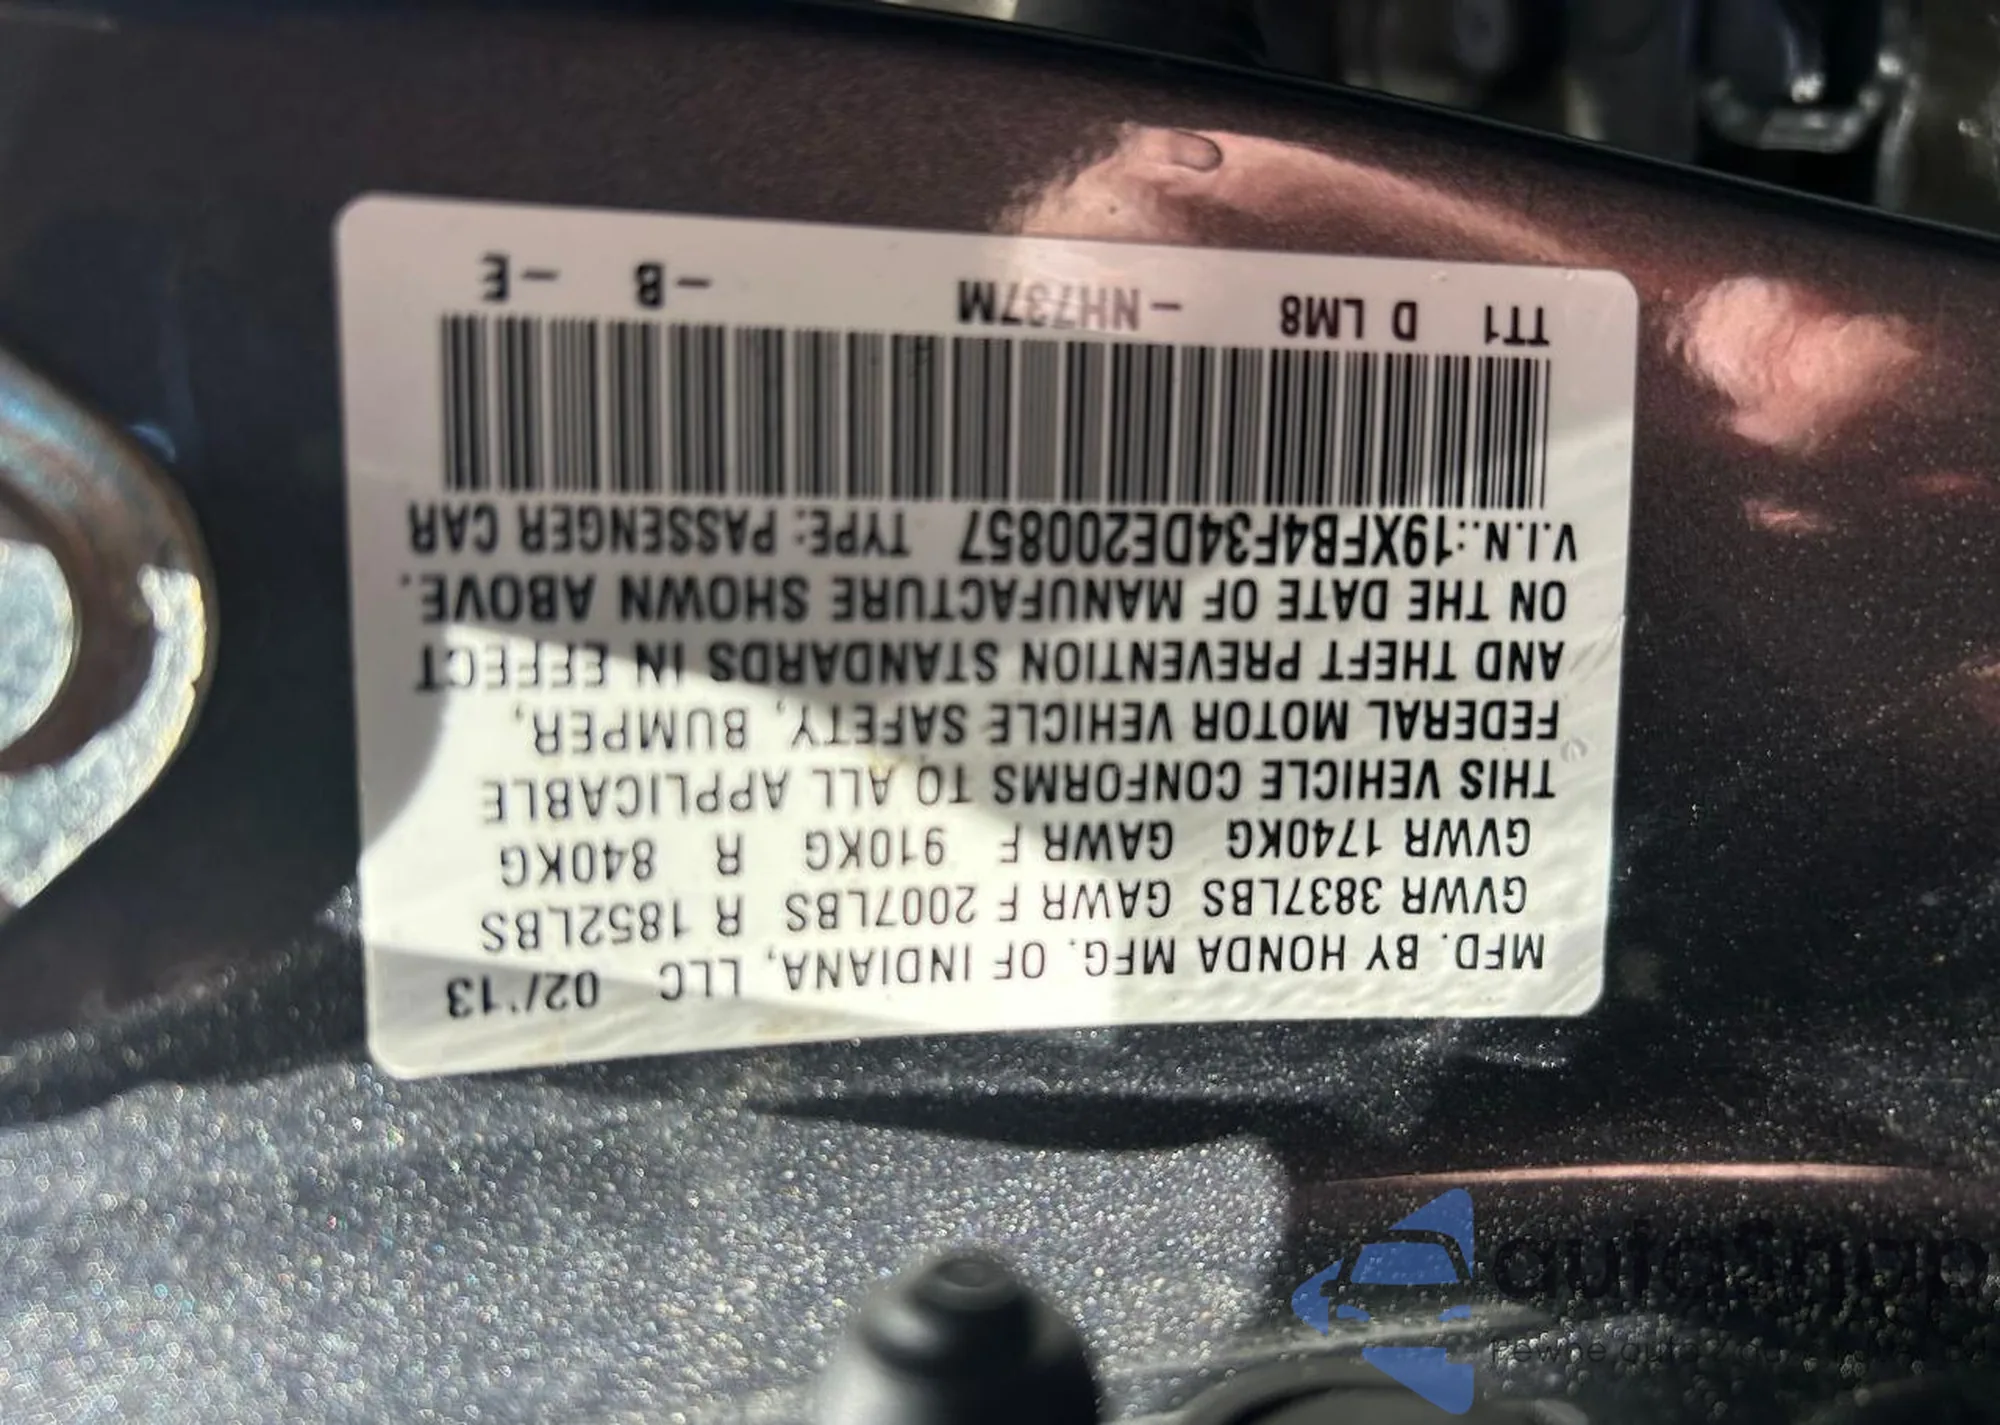 MFD. BY HONDA MFG. OF INDIANA, LLC 02/'13
GVWR 3837LBS GAWR F 2007LBS R 1852LBS
GVWR 1740KG GAWR F 910KG R 840KG
THIS VEHICLE CONFORMS TO ALL APPLICABLE
FEDERAL MOTOR VEHICLE SAFETY, BUMPER,
AND THEFT PREVENTION STANDARDS IN EFFECT
ON THE DATE OF MANUFACTURE SHOWN ABOVE.
V.I.N.:19XFB4F34DE200857 TYPE: PASSENGER CAR
TT1 D LM8 -NH737M -B -E
Pewne auta z